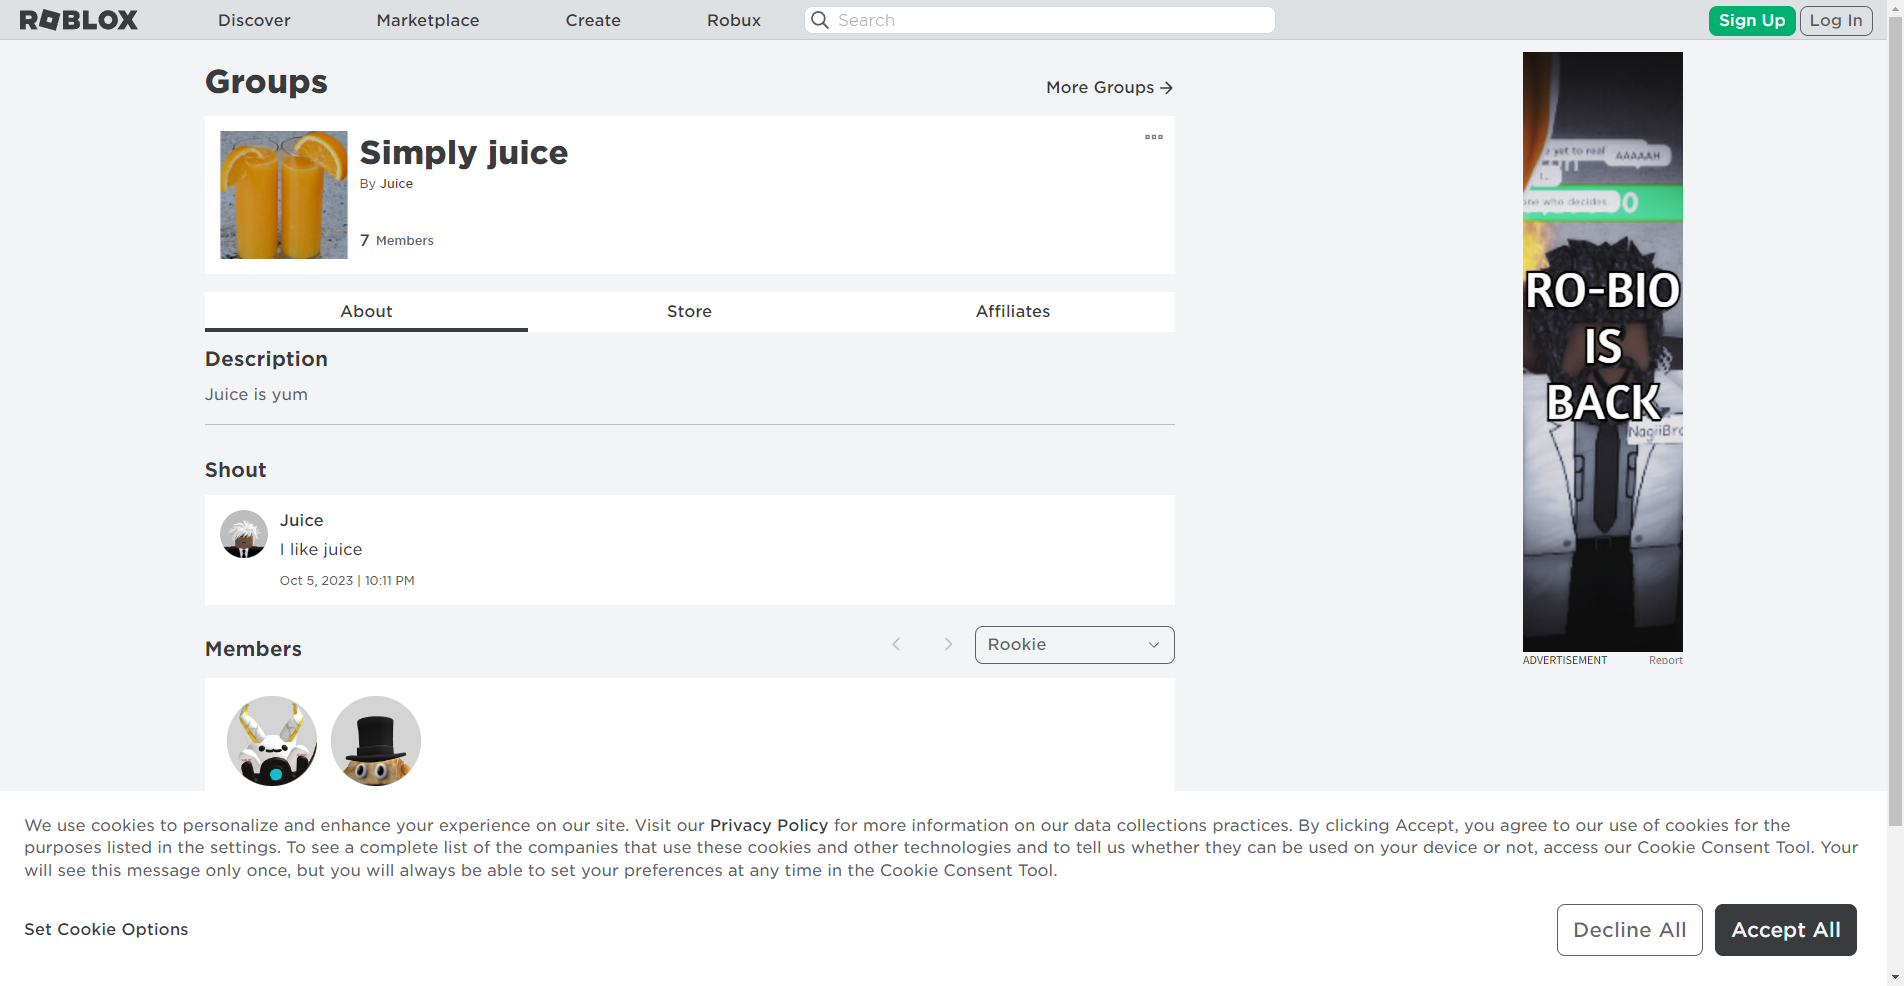 ROBLOX
Discover
Marketplace
Create
Robux
Search
Sign Up
Log In
Groups
More Groups
Simply juice
By Juice
7 Members
About
Store
Affiliates
Description
Juice is yum
Shout
Juice
I like juice
Oct 5, 2023 | 10:11 PM
Members
Rookie
yet to real
AAAAAH
one who decides.
RO-BIO
IS
BACK
ADVERTISEMENT
Report
We use cookies to personalize and enhance your experience on our site. Visit our Privacy Policy for more information on our data collections practices. By clicking Accept, you agree to our use of cookies for the
purposes listed in the settings. To see a complete list of the companies that use these cookies and other technologies and to tell us whether they can be used on your device or not, access our Cookie Consent Tool. Your
will see this message only once, but you will always be able to set your preferences at any time in the Cookie Consent Tool.
Set Cookie Options
Decline All
Accept All